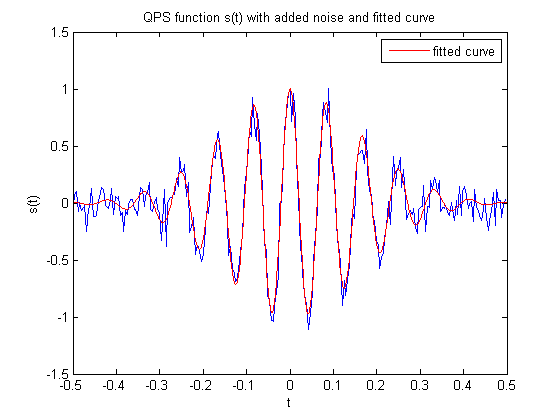 QPS function s(t) with added noise and fitted curve
fitted curve
s(t)
1.5
1
0.5
0
-0.5
-1
-1.5
-0.5 -0.4 -0.3 -0.2 -0.1 0 0.1 0.2 0.3 0.4 0.5
t